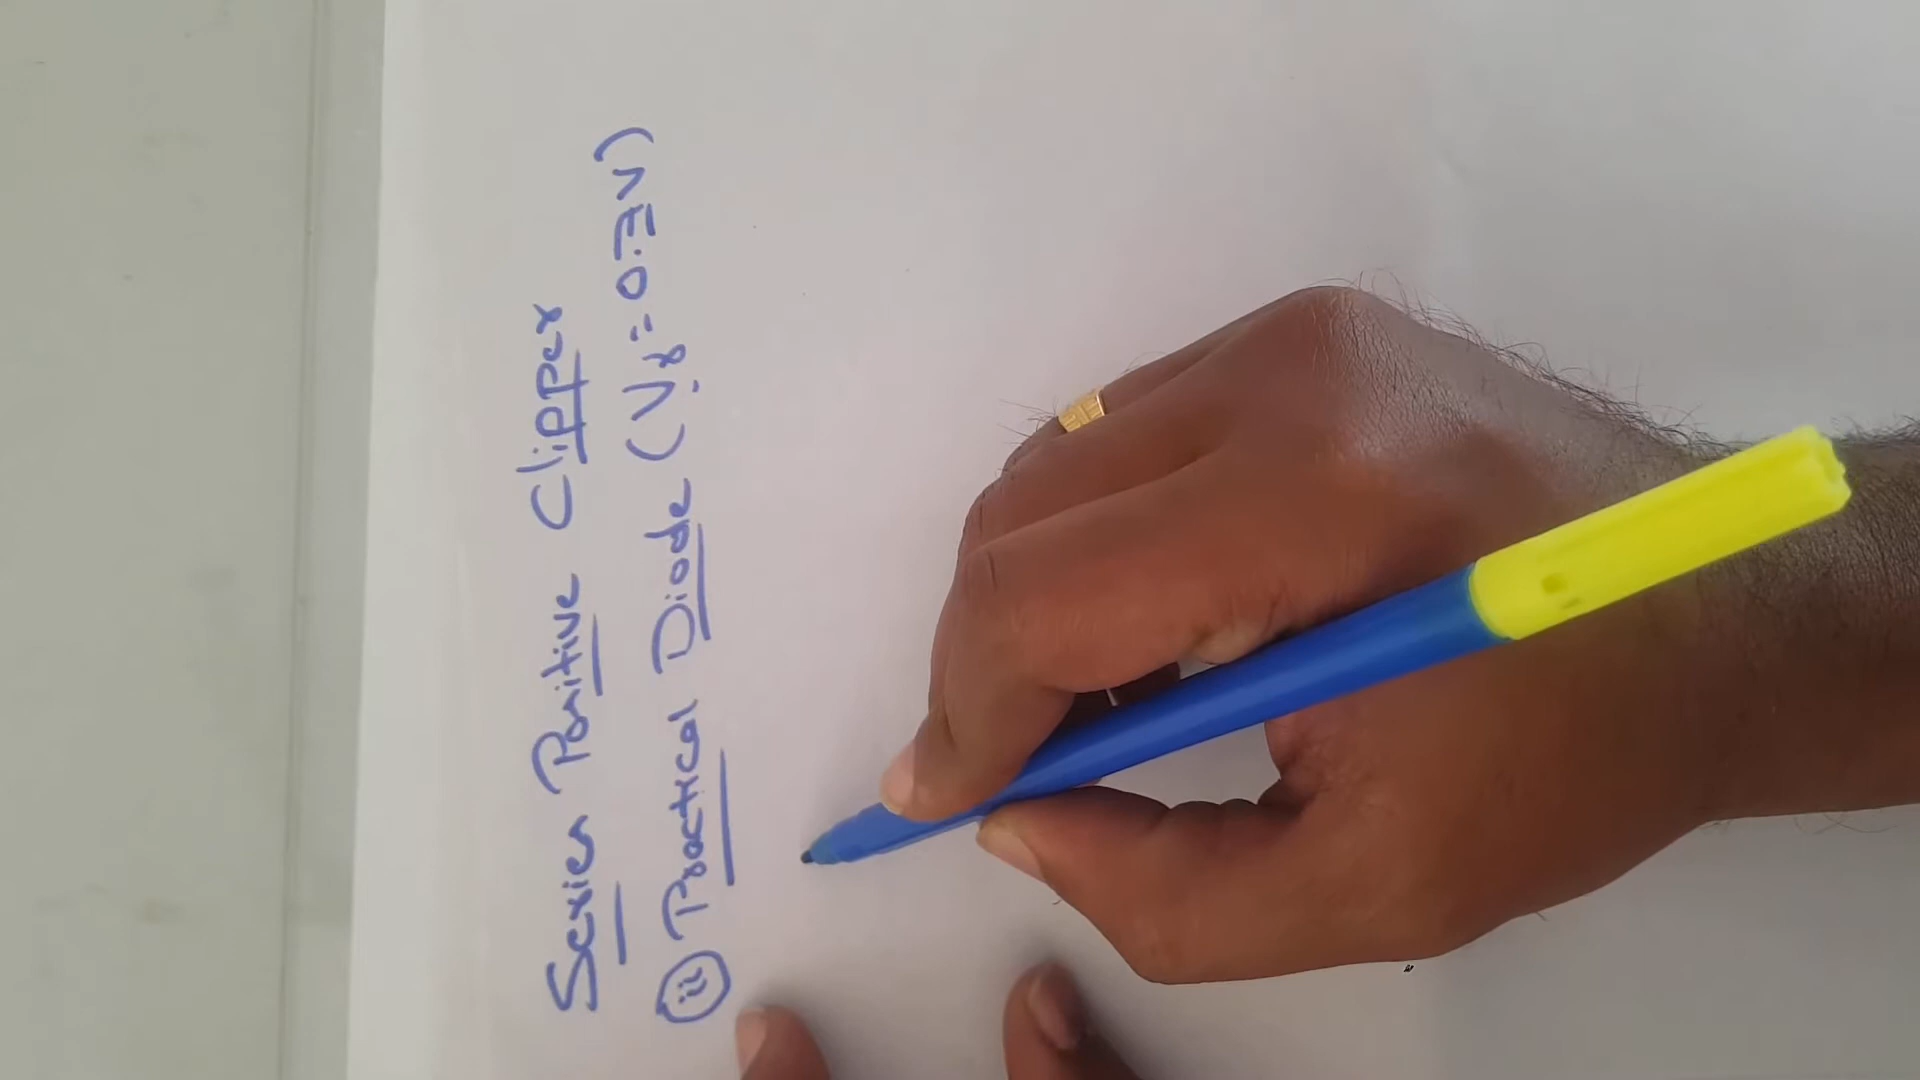 Series Positive Clipper
(ii) Practical Diode (Vγ = 0.7V)